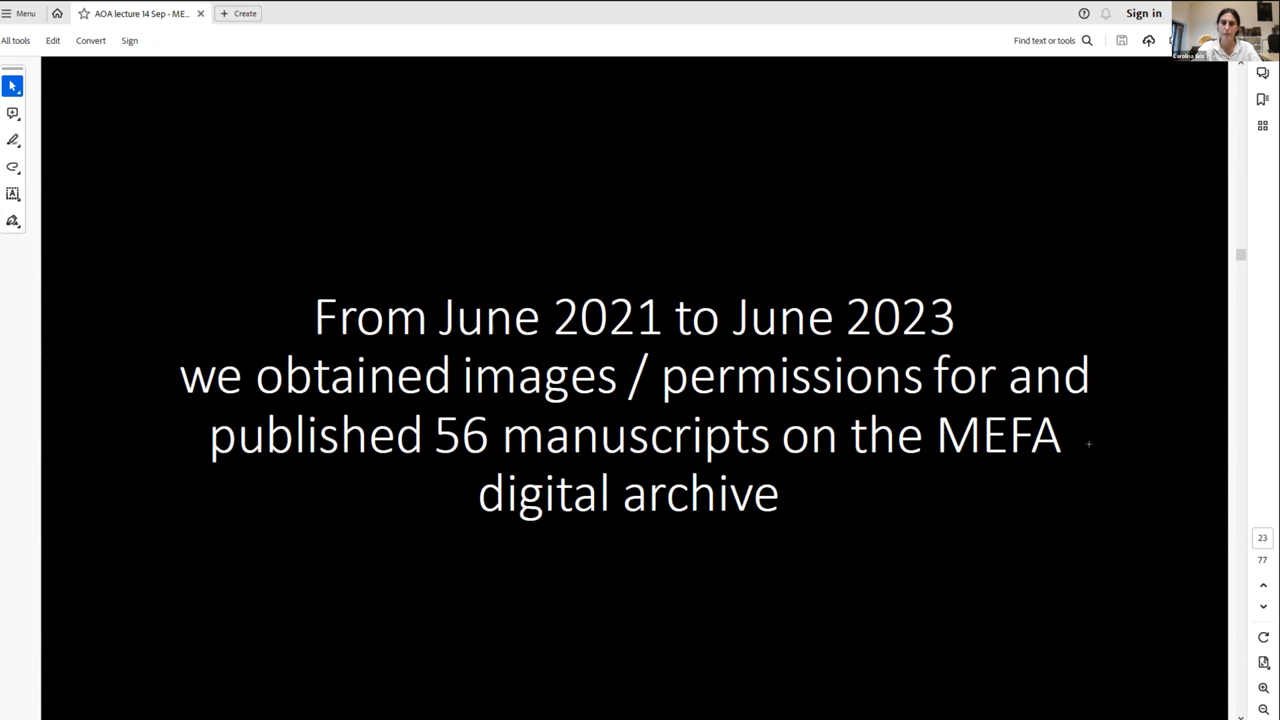 Menu
AOA lecture 14 Sep - ME...
Create
Sign in
All tools
Edit
Convert
Sign
Find text or tools
From June 2021 to June 2023
we obtained images / permissions for and
published 56 manuscripts on the MEFA
digital archive
23
77